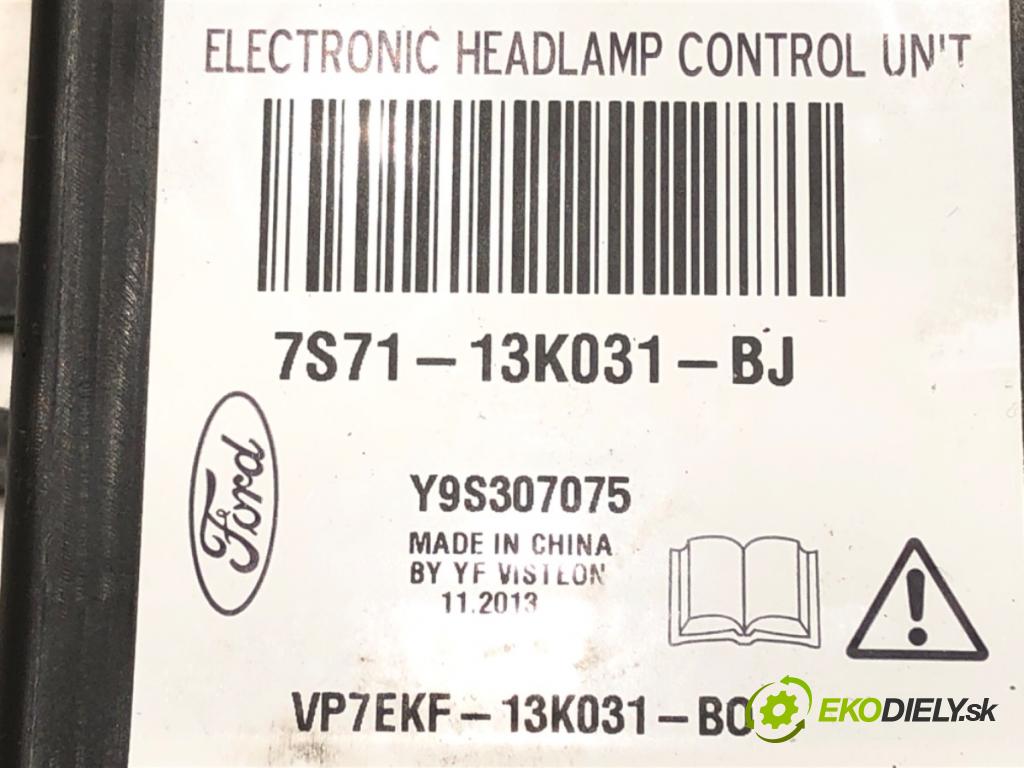 ELECTRONIC HEADLAMP CONTROL UNIT
7S71-13K031-BJ
Ford
Y9S307075
MADE IN CHINA
BY YF VISTEON
11.2013
VP7EKF-13K031-
EKODIELY.sk